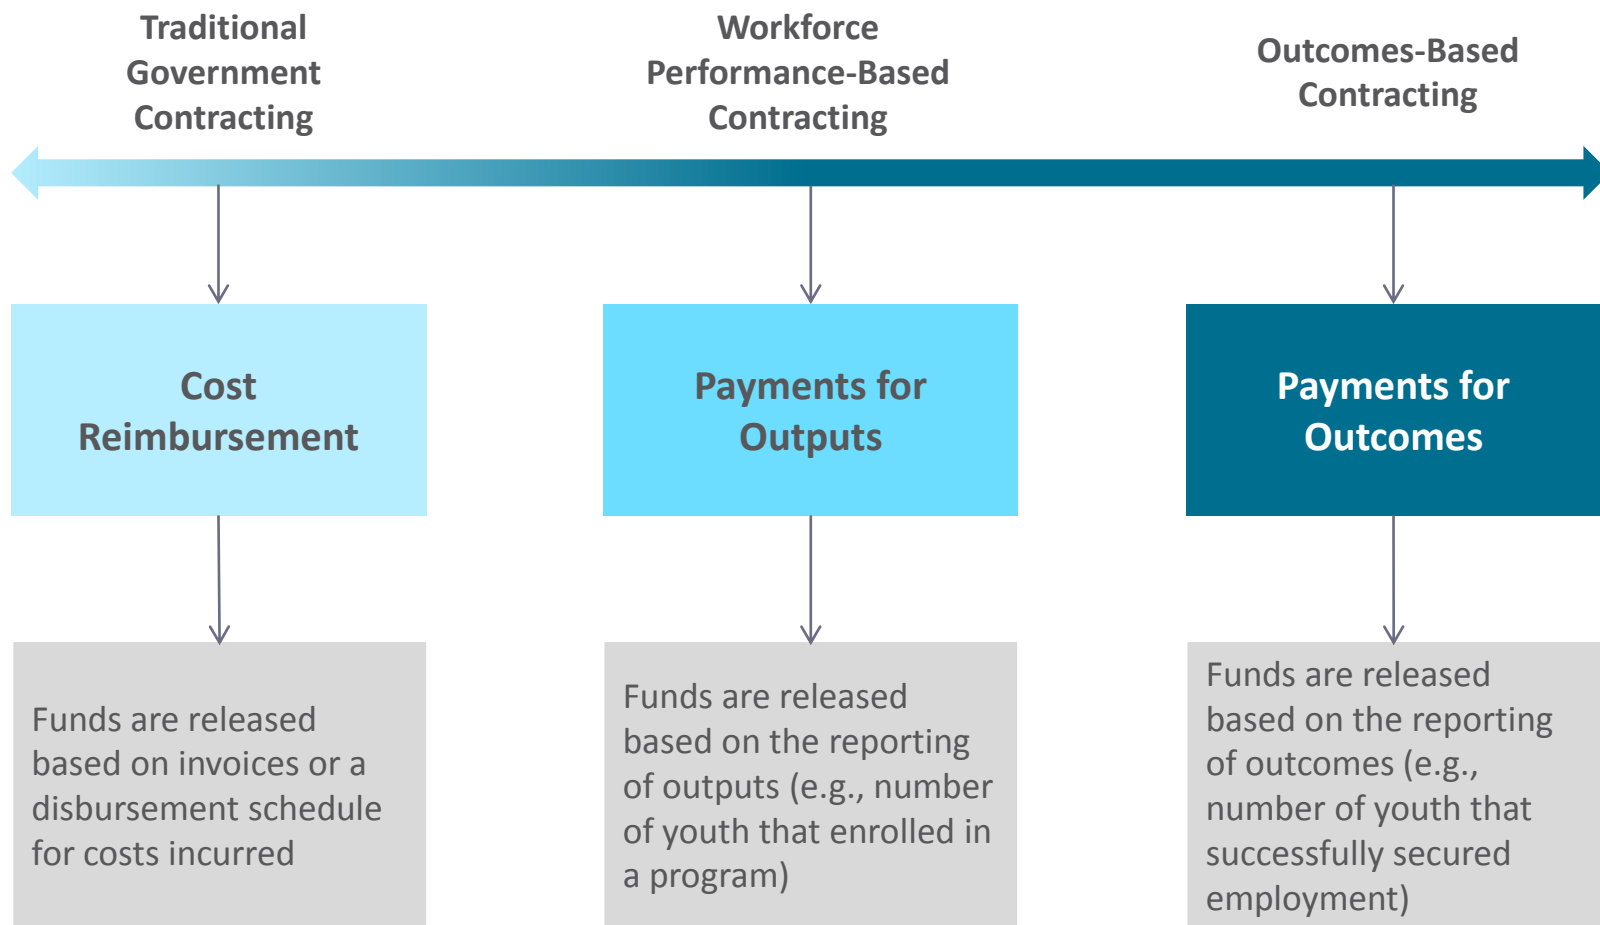 Traditional
Government
Contracting
Workforce
Performance-Based
Contracting
Outcomes-Based
Contracting
Cost
Reimbursement
Payments for
Outputs
Payments for
Outcomes
Funds are released
based on invoices or a
disbursement schedule
for costs incurred
Funds are released
based on the reporting
of outputs (e.g., number
of youth that enrolled in
a program)
Funds are released
based on the reporting
of outcomes (e.g.,
number of youth that
successfully secured
employment)